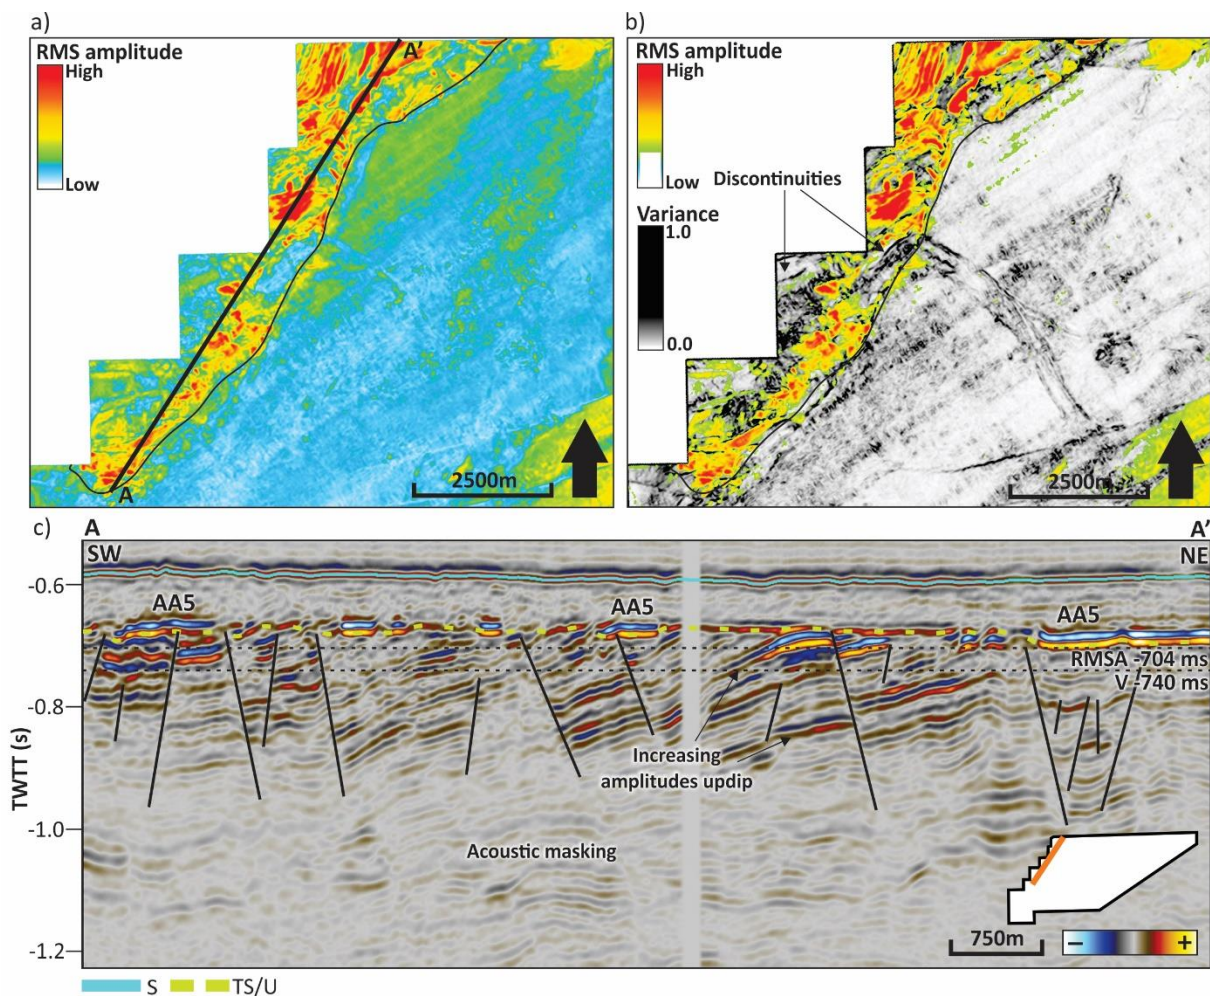 a)
RMS amplitude
High
Low
A'
A
2500m
b)
RMS amplitude
High
Low
Discontinuities
Variance
1.0
0.0
2500m
c)
A
A'
SW
NE
-0.6
AA5
AA5
AA5
RMSA -704 ms
V -740 ms
-0.8
Increasing
amplitudes updip
TWTT (s)
-1.0
Acoustic masking
750m
- +
-1.2
S
TS/U